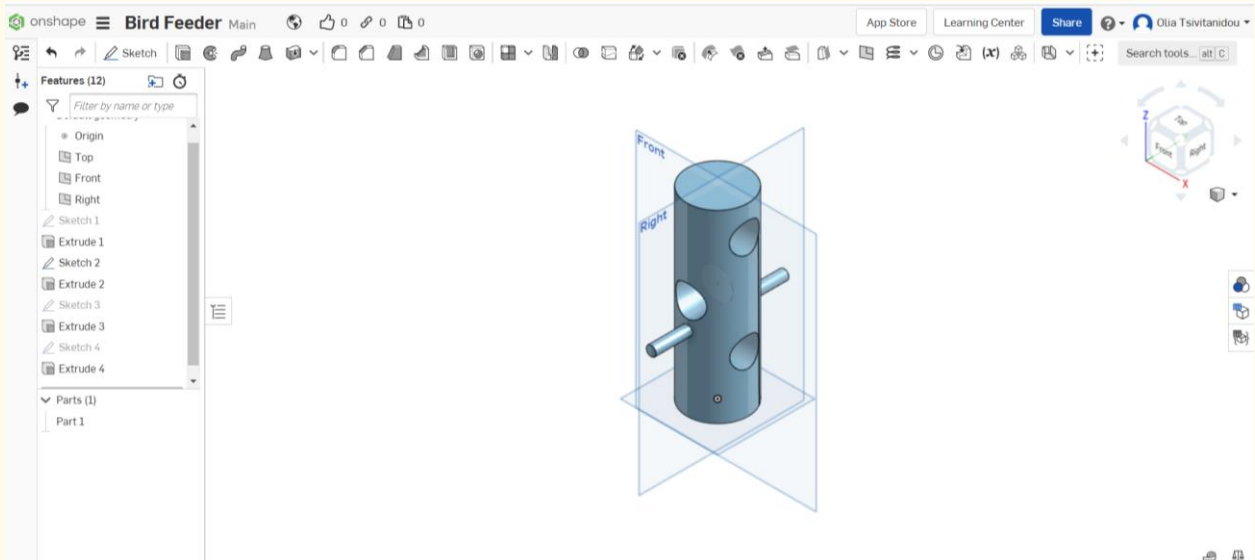 onshape Bird Feeder Main 0 0 0 App Store Learning Center Share Olia Tsivitanidou
Sketch (x) Search tools... alt C
Features (12)
Filter by name or type
Origin
Top
Front
Right
Sketch 1
Extrude 1
Sketch 2
Extrude 2
Sketch 3
Extrude 3
Sketch 4
Extrude 4
Parts (1)
Part 1
Front
Right
Z
Top
Front
Right
X